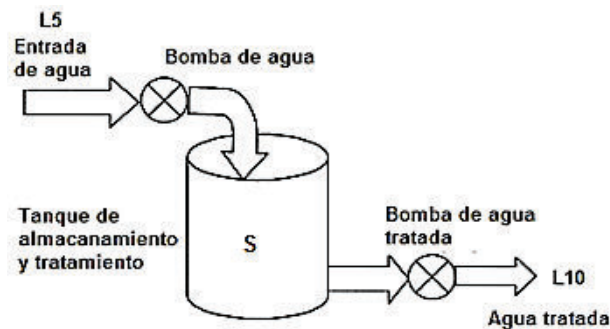 L5
Entrada
de agua
Bomba de agua
Tanque de
almacanamiento
y tratamiento
S
Bomba de agua
tratada
L10
Agua tratada